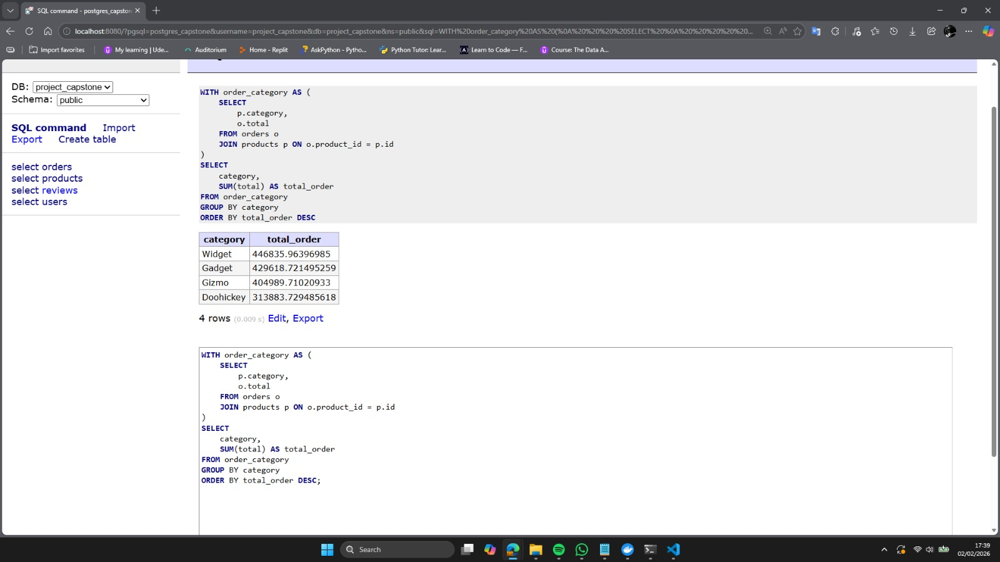 SQL command - postgres_capston
localhost:8080/?pgsql=postgres_capstone&username=project_capstone&db=project_capstone&ns=public&sql=WITH%20order_category%20AS%20(%0A%20%20%20%20SELECT%20%0A%20%20%20%20%20...
Import favorites
My learning | Ude...
Auditorium
Home - Replit
AskPython - Pytho...
Python Tutor: Lear...
Learn to Code — F...
Course: The Data A...
DB: project_capstone
Schema: public
SQL command Import
Export Create table
select orders
select products
select reviews
select users
WITH order_category AS (
    SELECT
        p.category,
        o.total
    FROM orders o
    JOIN products p ON o.product_id = p.id
)
SELECT
    category,
    SUM(total) AS total_order
FROM order_category
GROUP BY category
ORDER BY total_order DESC
category total_order
Widget 446835.96396985
Gadget 429618.721495259
Gizmo 404989.71020933
Doohickey 313883.729485618
4 rows (0.009 s) Edit, Export
WITH order_category AS (
    SELECT
        p.category,
        o.total
    FROM orders o
    JOIN products p ON o.product_id = p.id
)
SELECT
    category,
    SUM(total) AS total_order
FROM order_category
GROUP BY category
ORDER BY total_order DESC;
Search
17:39
02/02/2026